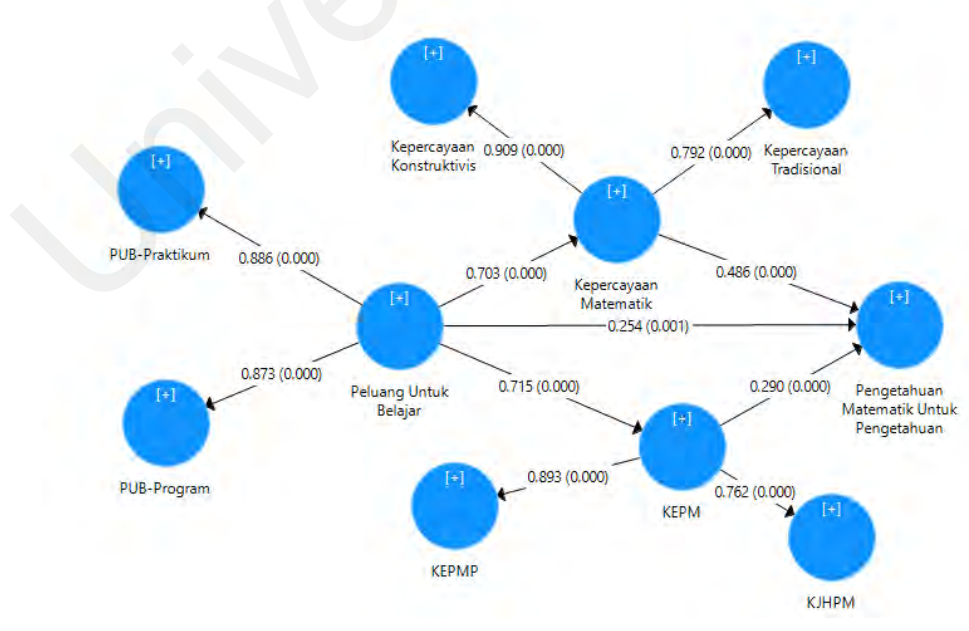 Unive
[+]
[+]
Kepercayaan
Konstruktivis
0.909 (0.000)
0.792 (0.000)
Kepercayaan
Tradisional
[+]
PUB-Praktikum
[+]
0.886 (0.000)
0.703 (0.000)
Kepercayaan
Matematik
0.486 (0.000)
[+]
[+]
0.254 (0.001)
0.873 (0.000)
Peluang Untuk
Belajar
0.715 (0.000)
0.290 (0.000)
Pengetahuan
Matematik Untuk
Pengetahuan
[+]
PUB-Program
[+]
KEPM
0.893 (0.000)
0.762 (0.000)
[+]
KEPMP
[+]
KJHPM